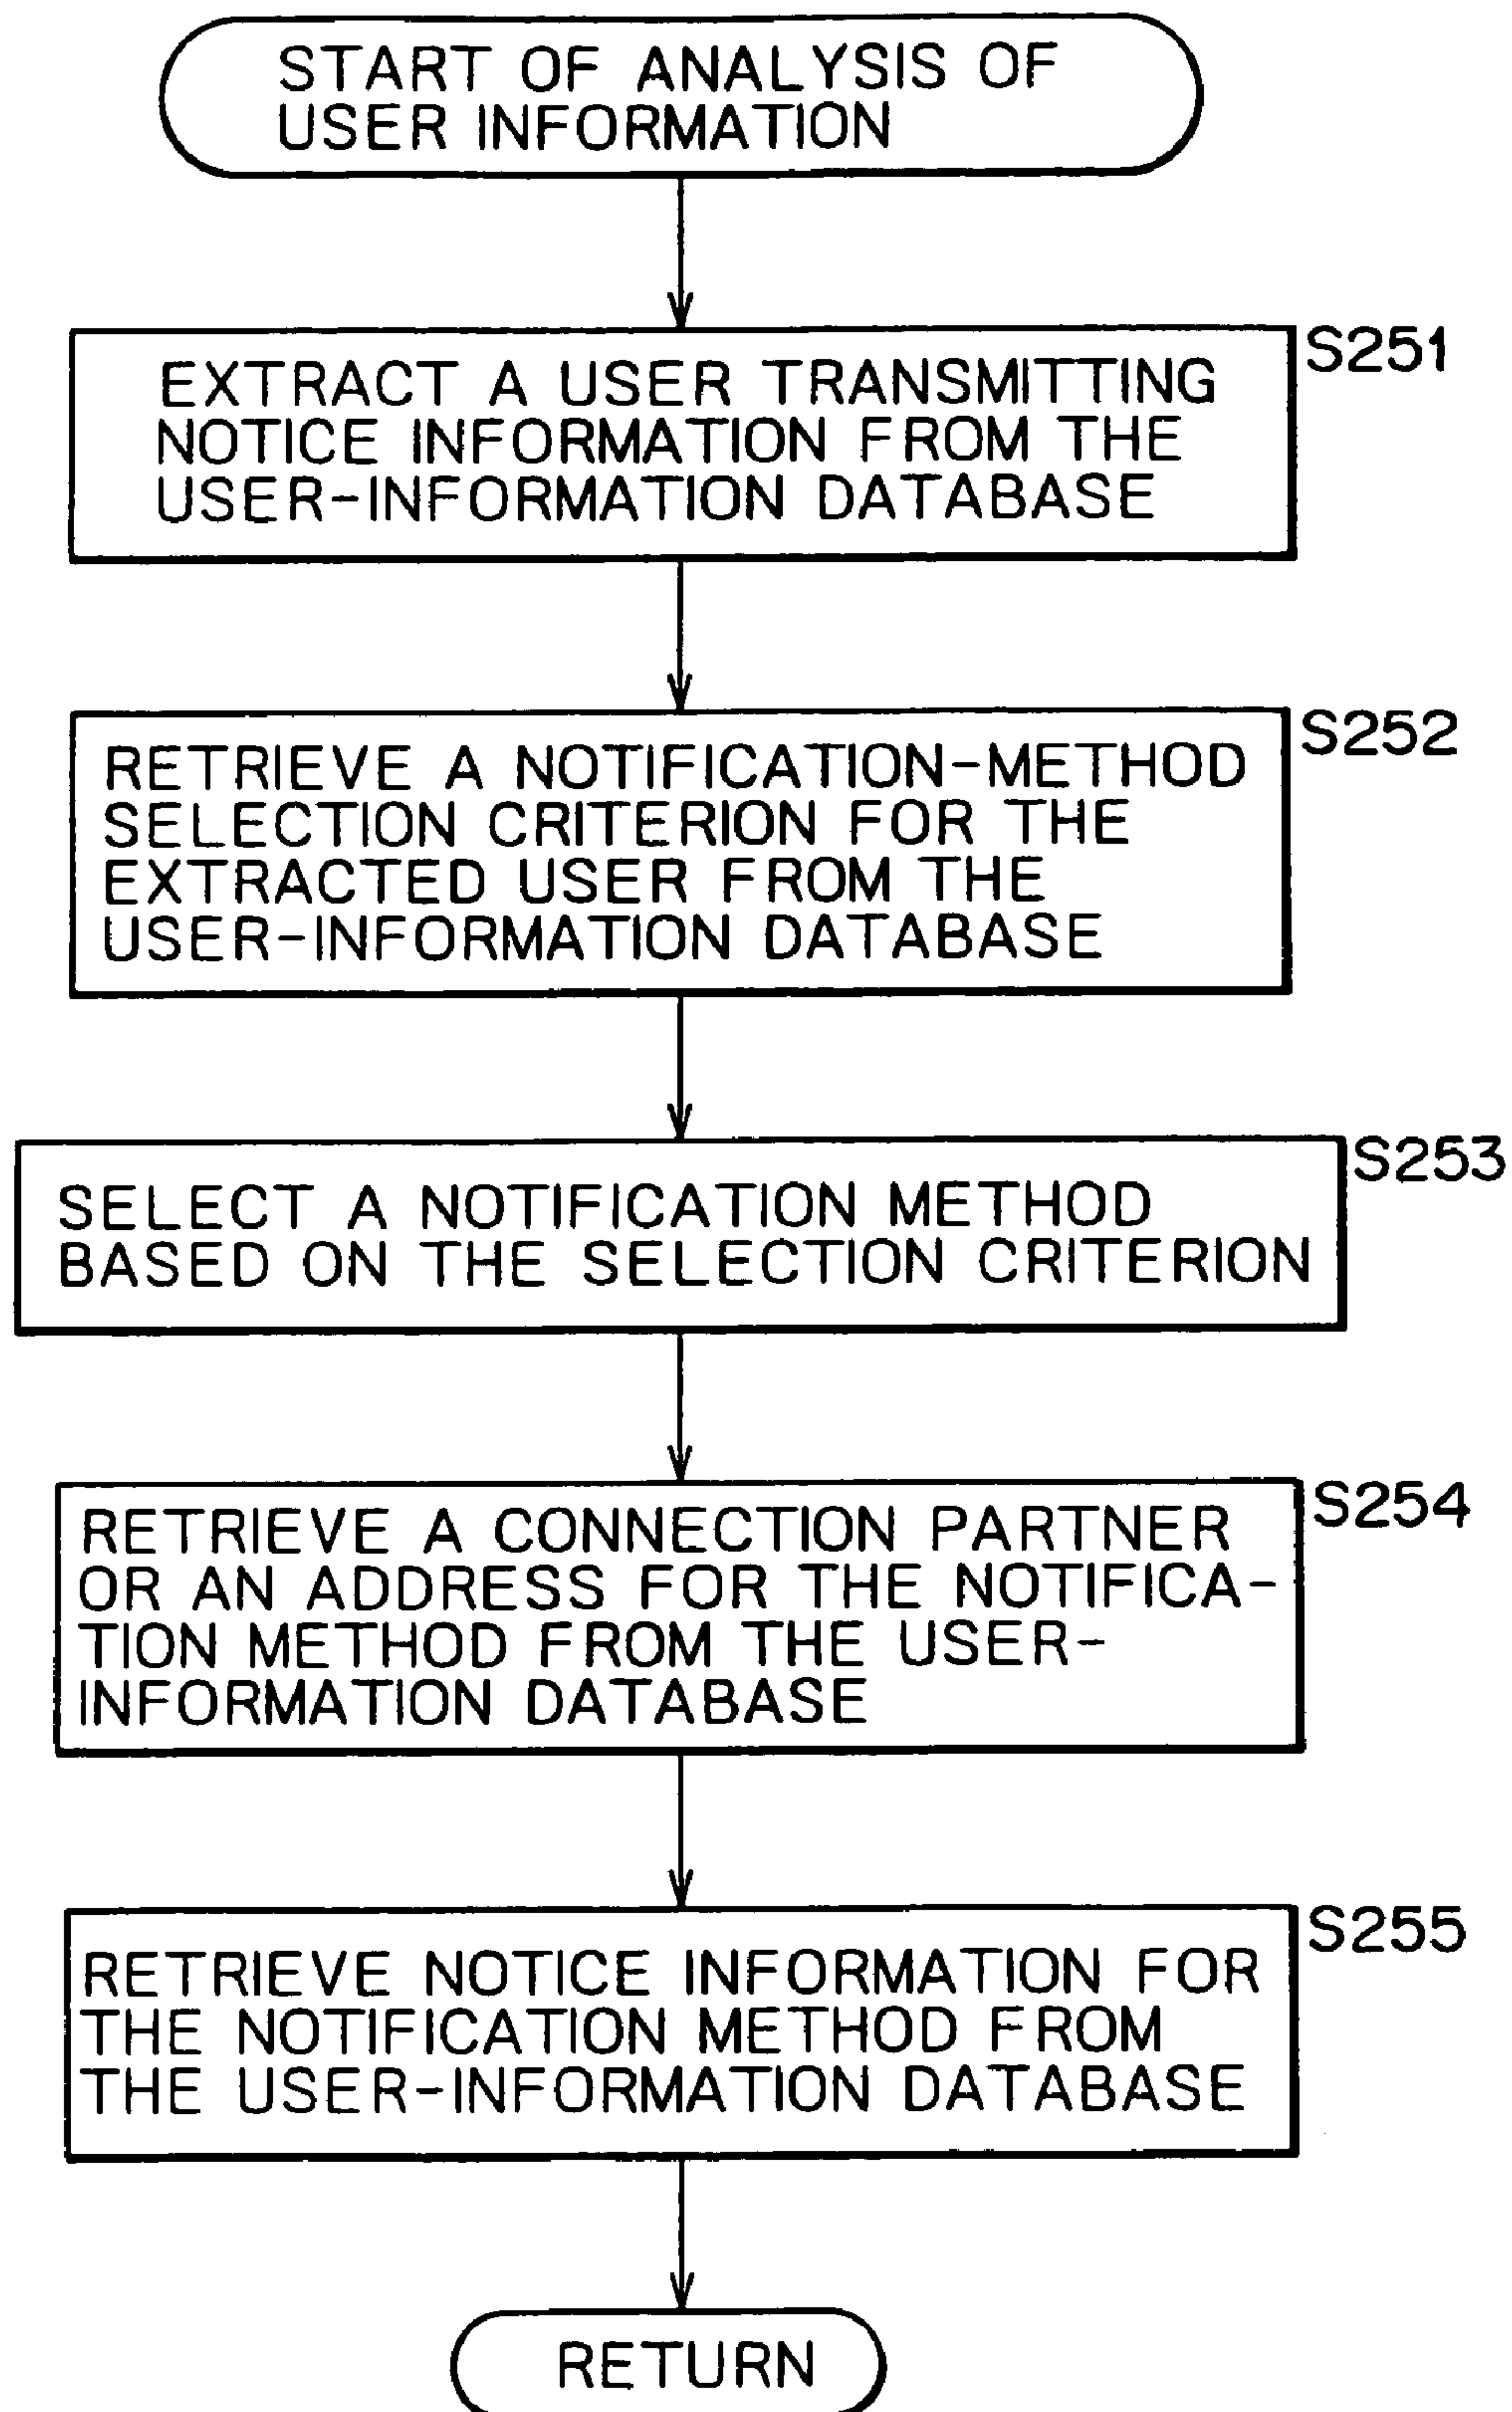 START OF ANALYSIS OF
USER INFORMATION
S251
EXTRACT A USER TRANSMITTING
NOTICE INFORMATION FROM THE
USER-INFORMATION DATABASE
S252
RETRIEVE A NOTIFICATION-METHOD
SELECTION CRITERION FOR THE
EXTRACTED USER FROM THE
USER-INFORMATION DATABASE
S253
SELECT A NOTIFICATION METHOD
BASED ON THE SELECTION CRITERION
S254
RETRIEVE A CONNECTION PARTNER
OR AN ADDRESS FOR THE NOTIFICA-
TION METHOD FROM THE USER-
INFORMATION DATABASE
S255
RETRIEVE NOTICE INFORMATION FOR
THE NOTIFICATION METHOD FROM
THE USER-INFORMATION DATABASE
RETURN